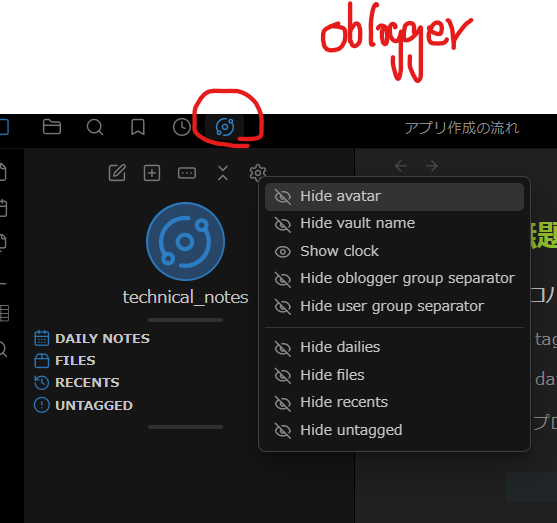 oblogger
アプリ作成の流れ
Hide avatar
Hide vault name
Show clock
Hide oblogger group separator
Hide user group separator
Hide dailies
Hide files
Hide recents
Hide untagged
technical_notes
DAILY NOTES
FILES
RECENTS
UNTAGGED
題
コバ
tag
da
プロ